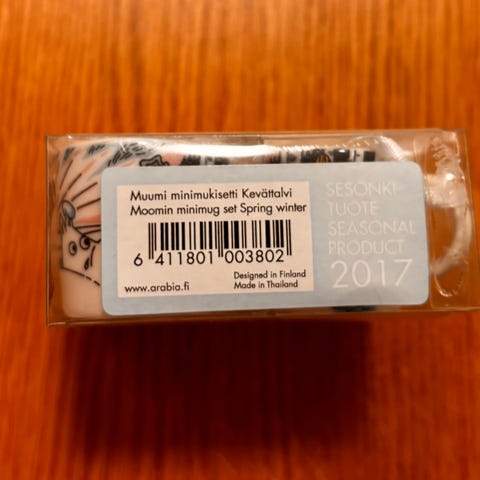 Muumi minimukisetti Kevättalvi
Moomin minimug set Spring winter
6 411801 003802
Designed in Finland
www.arabia.fi Made in Thailand
SESONKI-
TUOTE
SEASONAL
PRODUCT
2017